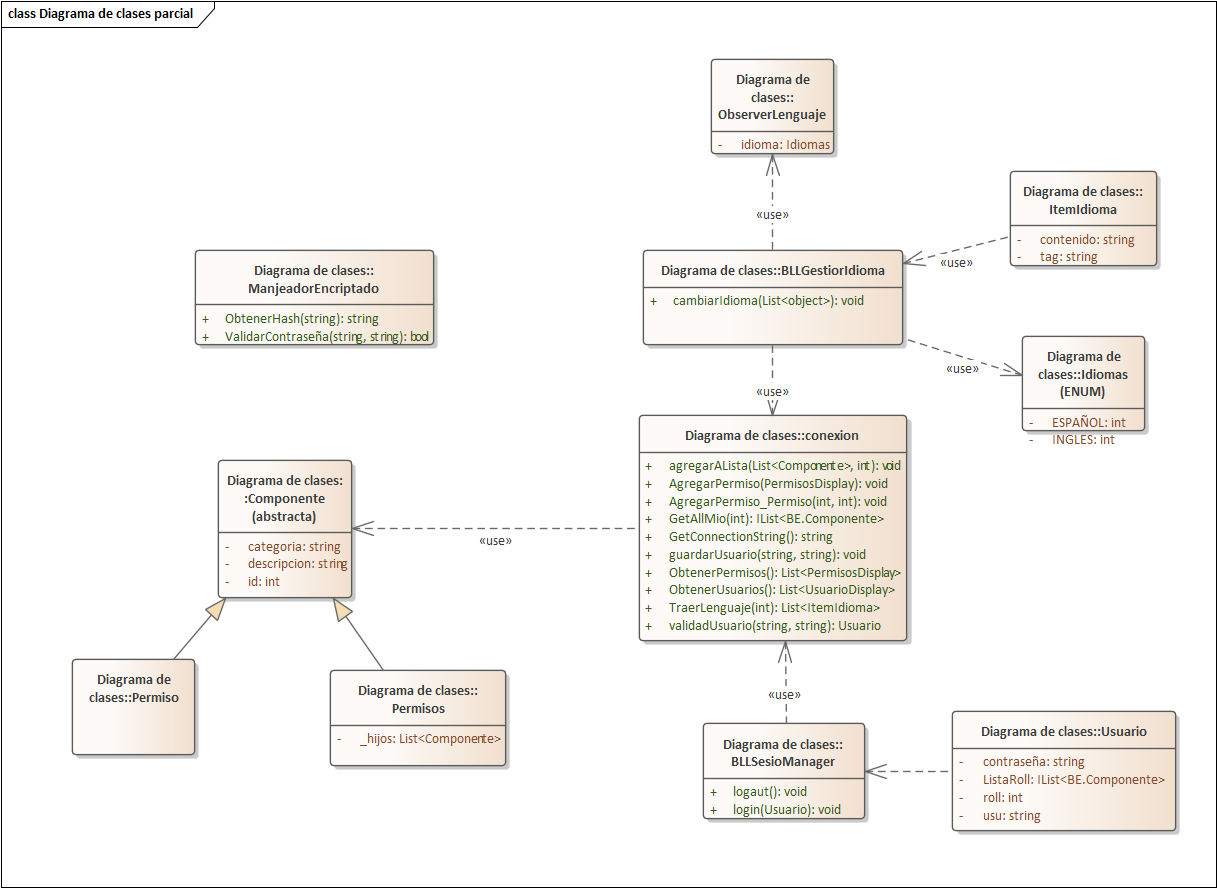 class Diagrama de clases parcial
Diagrama de
clases::
ObserverLenguaje
- idioma: Idiomas
«use»
Diagrama de clases::
ItemIdioma
- contenido: string
- tag: string
«use»
Diagrama de clases::BLLGestiorIdioma
+ cambiarIdioma(List<object>): void
Diagrama de clases::
ManjeadorEncriptado
+ ObtenerHash(string): string
+ ValidarContraseña(string, string): bool
«use»
Diagrama de
clases::Idiomas
(ENUM)
- ESPAÑOL: int
- INGLES: int
«use»
Diagrama de clases::conexion
+ agregarALista(List<Componente>, int): void
+ AgregarPermiso(PermisosDisplay): void
+ AgregarPermiso_Permiso(int, int): void
+ GetAllMio(int): IList<BE.Componente>
+ GetConnectionString(): string
+ guardarUsuario(string, string): void
+ ObtenerPermisos(): List<PermisosDisplay>
+ ObtenerUsuarios(): List<UsuarioDisplay>
+ TraerLenguaje(int): List<ItemIdioma>
+ validadUsuario(string, string): Usuario
Diagrama de clases:
:Componente
(abstracta)
- categoria: string
- descripcion: string
- id: int
«use»
Diagrama de
clases::Permiso
Diagrama de clases::
Permisos
- _hijos: List<Componente>
«use»
Diagrama de clases::
BLLSesioManager
+ logaut(): void
+ login(Usuario): void
Diagrama de clases::Usuario
- contraseña: string
- ListaRoll: IList<BE.Componente>
- roll: int
- usu: string